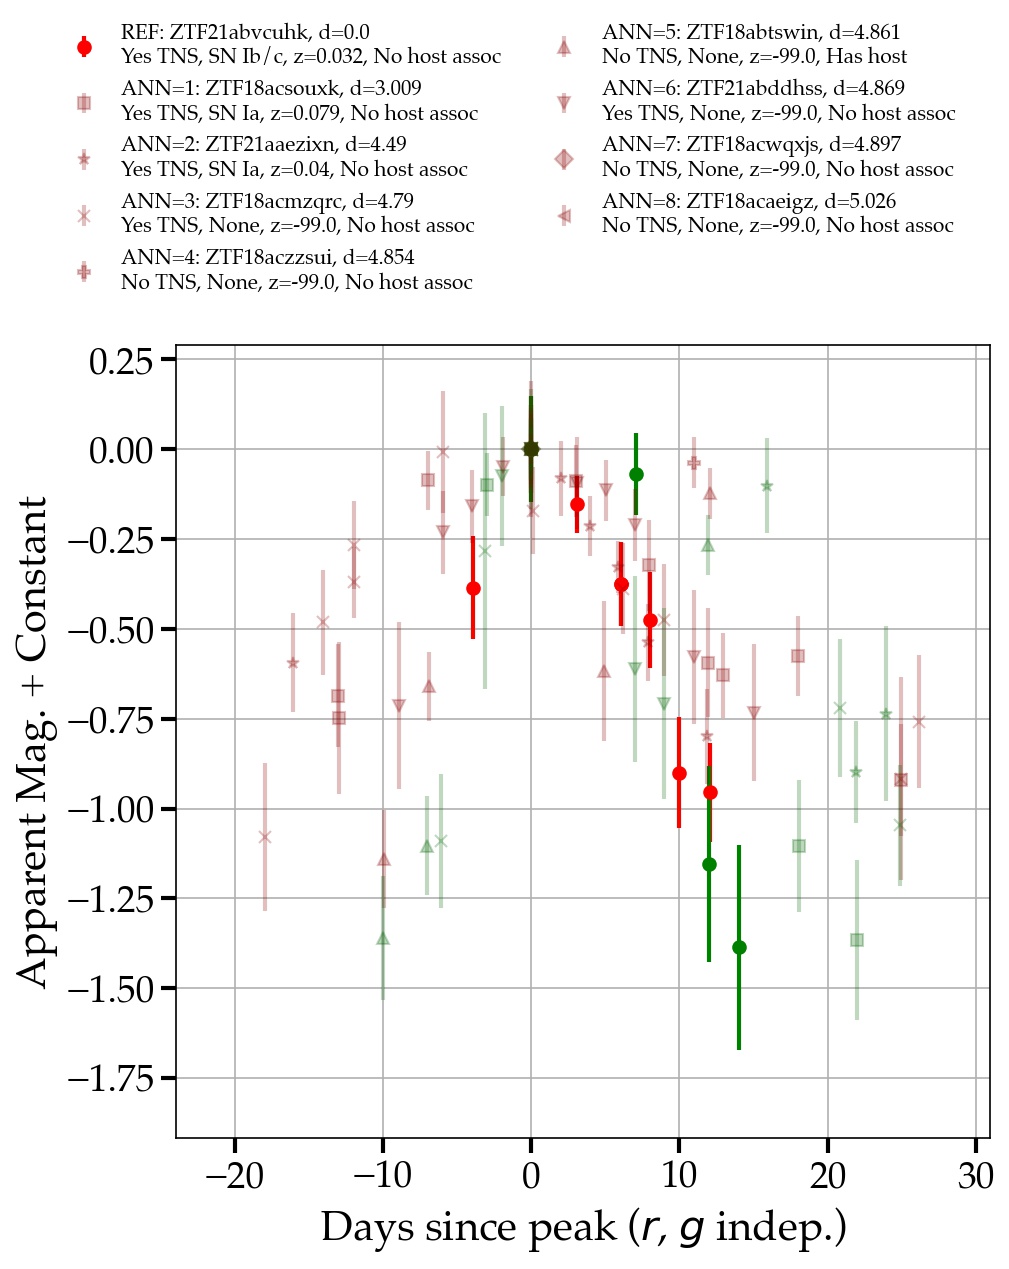 REF: ZTF21abvcuhk, d=0.0
Yes TNS, SN Ib/c, z=0.032, No host assoc
ANN=1: ZTF18acsouxk, d=3.009
Yes TNS, SN Ia, z=0.079, No host assoc
ANN=2: ZTF21aaezixn, d=4.49
Yes TNS, SN Ia, z=0.04, No host assoc
ANN=3: ZTF18acmzqrc, d=4.79
Yes TNS, None, z=-99.0, No host assoc
ANN=4: ZTF18aczzsui, d=4.854
No TNS, None, z=-99.0, No host assoc
ANN=5: ZTF18abtswin, d=4.861
No TNS, None, z=-99.0, Has host
ANN=6: ZTF21abddhss, d=4.869
Yes TNS, None, z=-99.0, No host assoc
ANN=7: ZTF18acwqxjs, d=4.897
No TNS, None, z=-99.0, No host assoc
ANN=8: ZTF18acaeigz, d=5.026
No TNS, None, z=-99.0, No host assoc
Apparent Mag. + Constant
0.25
0.00
−0.25
−0.50
−0.75
−1.00
−1.25
−1.50
−1.75
−20 −10 0 10 20 30
Days since peak (r, g indep.)